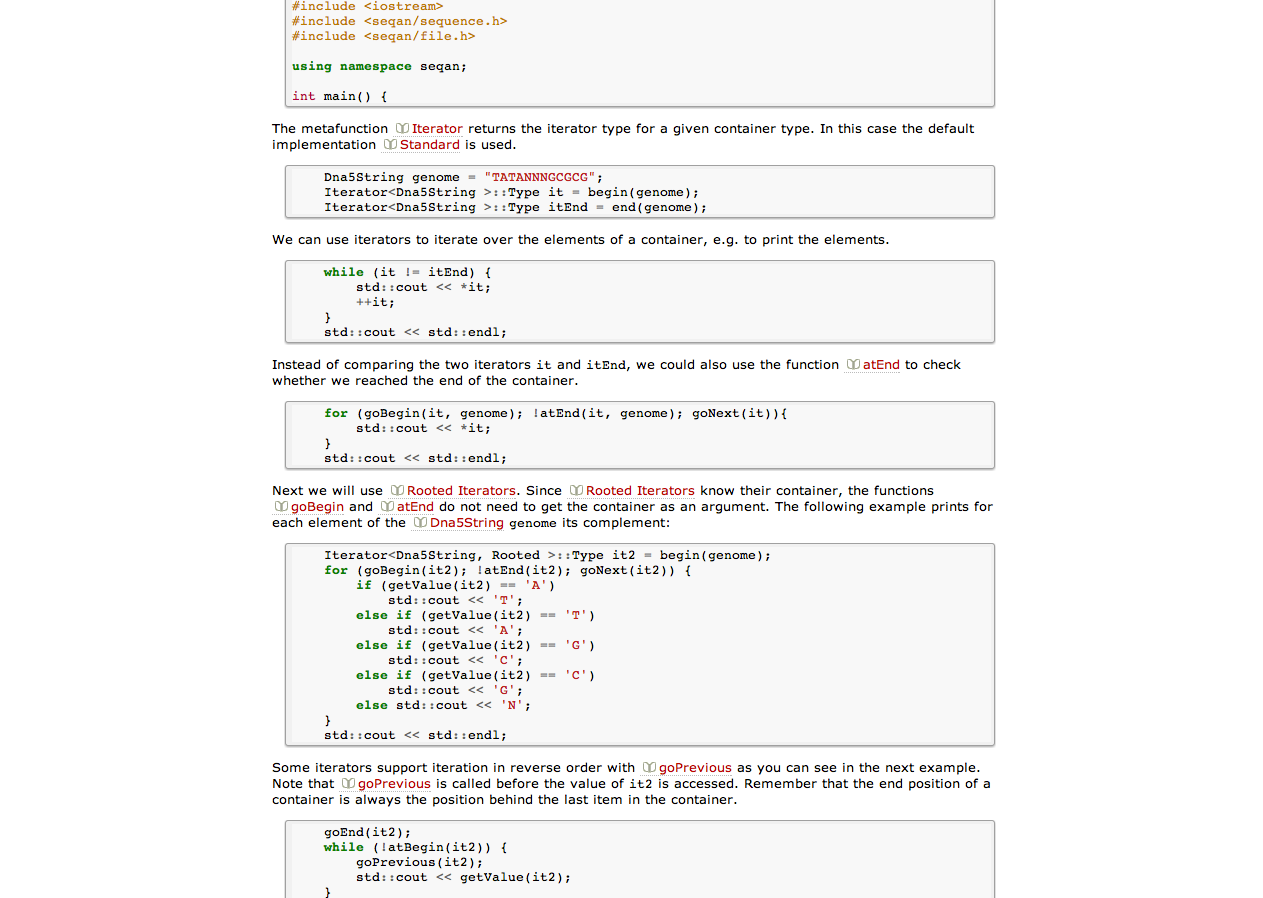 #include <iostream>
#include <seqan/sequence.h>
#include <seqan/file.h>
using namespace seqan;
int main() {
The metafunction Iterator returns the iterator type for a given container type. In this case the default
implementation Standard is used.
Dna5String genome = "TATANNNGCGCG";
Iterator<Dna5String >::Type it = begin(genome);
Iterator<Dna5String >::Type itEnd = end(genome);
We can use iterators to iterate over the elements of a container, e.g. to print the elements.
while (it != itEnd) {
std::cout << *it;
++it;
}
std::cout << std::endl;
Instead of comparing the two iterators it and itEnd, we could also use the function atEnd to check
whether we reached the end of the container.
for (goBegin(it, genome); !atEnd(it, genome); goNext(it)){
std::cout << *it;
}
std::cout << std::endl;
Next we will use Rooted Iterators. Since Rooted Iterators know their container, the functions
goBegin and atEnd do not need to get the container as an argument. The following example prints for
each element of the Dna5String genome its complement:
Iterator<Dna5String, Rooted >::Type it2 = begin(genome);
for (goBegin(it2); !atEnd(it2); goNext(it2)) {
if (getValue(it2) == 'A')
std::cout << 'T';
else if (getValue(it2) == 'T')
std::cout << 'A';
else if (getValue(it2) == 'G')
std::cout << 'C';
else if (getValue(it2) == 'C')
std::cout << 'G';
else std::cout << 'N';
}
std::cout << std::endl;
Some iterators support iteration in reverse order with goPrevious as you can see in the next example.
Note that goPrevious is called before the value of it2 is accessed. Remember that the end position of a
container is always the position behind the last item in the container.
goEnd(it2);
while (!atBegin(it2)) {
goPrevious(it2);
std::cout << getValue(it2);
}